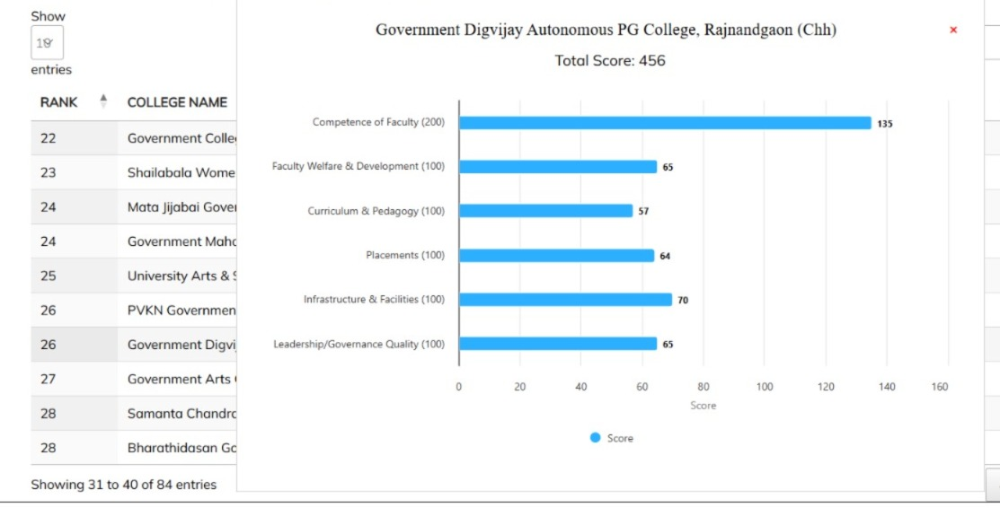 Show
10
entries
RANK COLLEGE NAME
22 Government Colle
23 Shailabala Wome
24 Mata Jijabai Gove
24 Government Maha
25 University Arts &
26 PVKN Governmen
26 Government Digvij
27 Government Arts
28 Samanta Chandra
28 Bharathidasan Go
Showing 31 to 40 of 84 entries
Government Digvijay Autonomous PG College, Rajnandgaon (Chh) ×
Total Score: 456
Competence of Faculty (200) 135
Faculty Welfare & Development (100) 65
Curriculum & Pedagogy (100) 57
Placements (100) 64
Infrastructure & Facilities (100) 70
Leadership/Governance Quality (100) 65
0 20 40 60 80 100 120 140 160
Score
Score